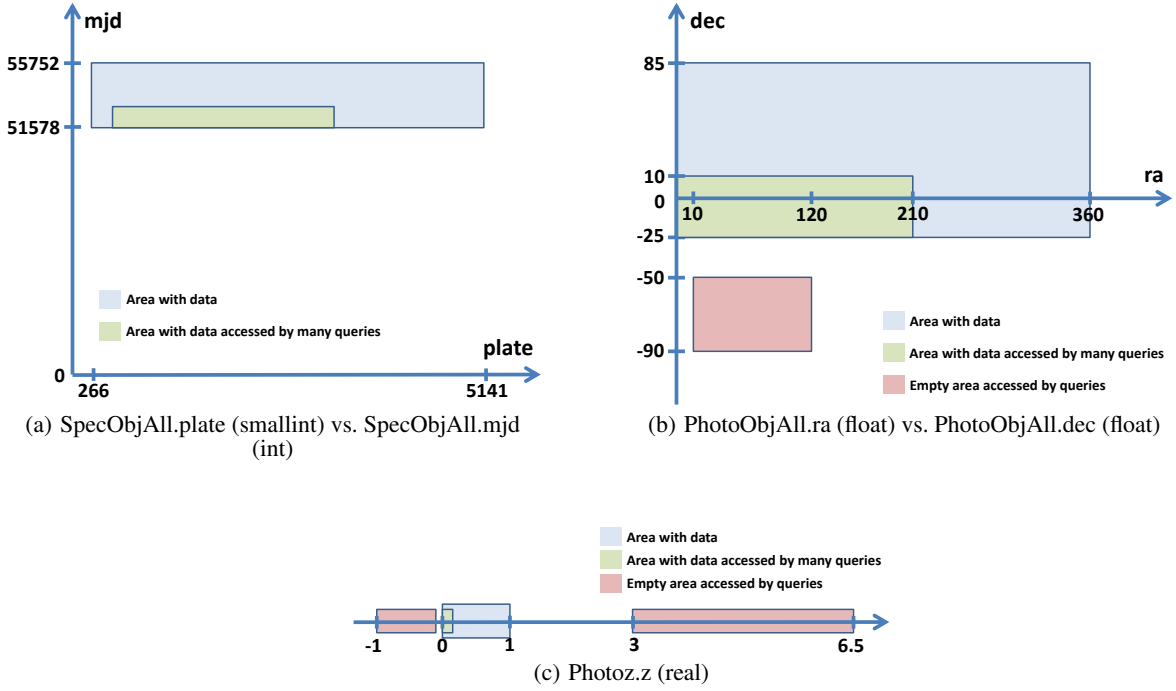 mjd
55752
51578
Area with data
Area with data accessed by many queries
plate
0
266
5141
(a) SpecObjAll.plate (smallint) vs. SpecObjAll.mjd
(int)
dec
85
10
ra
0
10
120
210
360
-25
-50
Area with data
-90
Area with data accessed by many queries
Empty area accessed by queries
(b) PhotoObjAll.ra (float) vs. PhotoObjAll.dec (float)
Area with data
Area with data accessed by many queries
Empty area accessed by queries
-1
0
1
3
6.5
(c) Photoz.z (real)